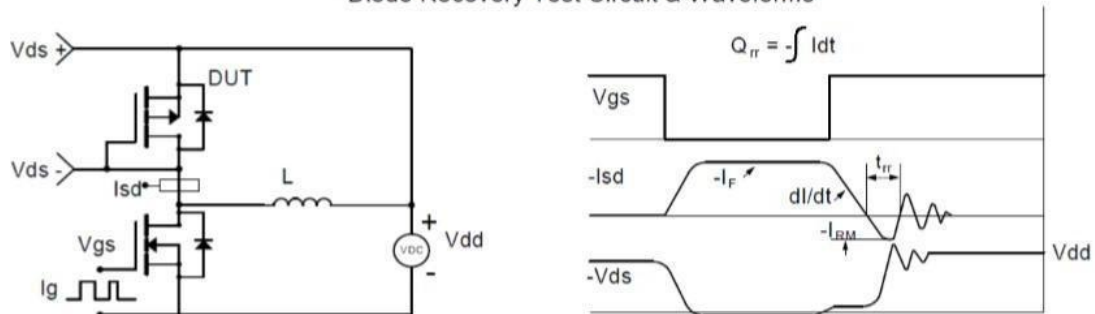 Diode Recovery Test Circuit & Waveforms
Vds +
DUT
Vds -
Isd
L
Vgs
Ig
VDC
+
-
Vdd
Qrr = -∫ Idt
Vgs
-Isd
-IF
dI/dt
trr
-IRM
Vdd
-Vds